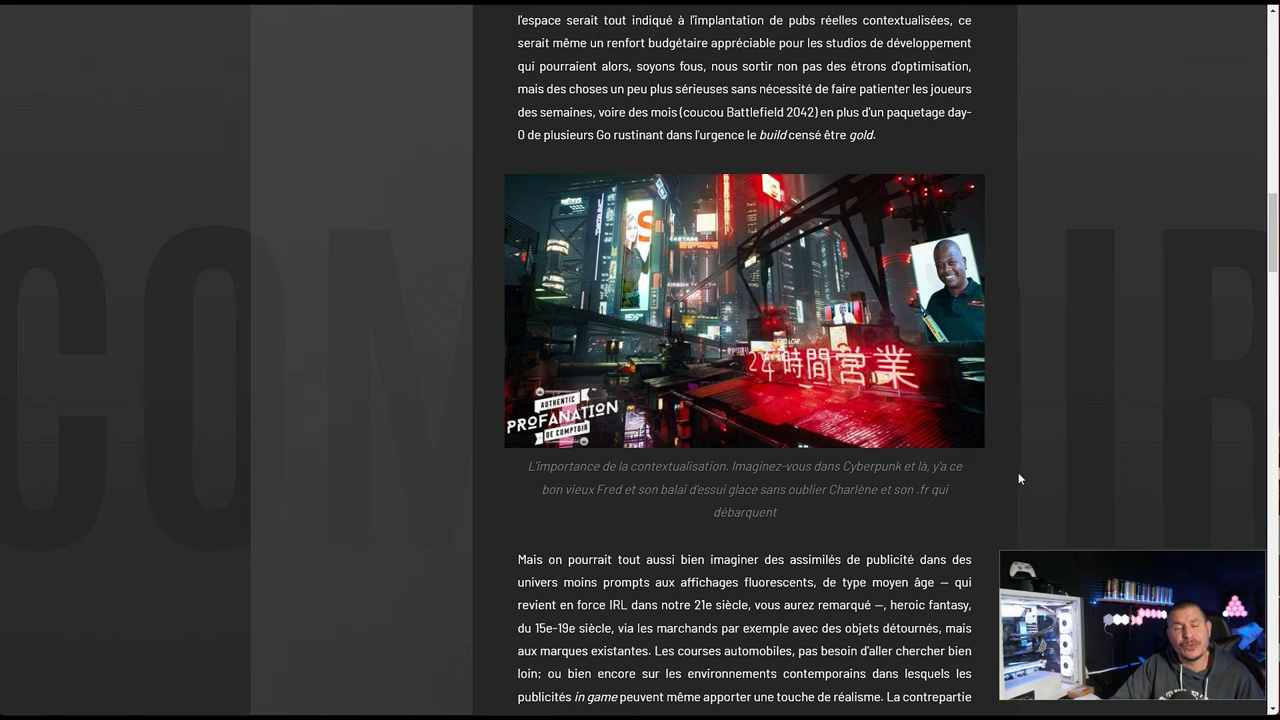 l'espace serait tout indiqué à l'implantation de pubs réelles contextualisées, ce
serait même un renfort budgétaire appréciable pour les studios de développement
qui pourraient alors, soyons fous, nous sortir non pas des étrons d'optimisation,
mais des choses un peu plus sérieuses sans nécessité de faire patienter les joueurs
des semaines, voire des mois (coucou Battlefield 2042) en plus d'un paquetage day-
0 de plusieurs Go rustinant dans l'urgence le build censé être gold.
24時間営業
AUTHENTIC
PROFANATION
DE COMPTOIR
L'importance de la contextualisation. Imaginez-vous dans Cyberpunk et là, y'a ce
bon vieux Fred et son balai d'essui glace sans oublier Charlène et son .fr qui
débarquent
Mais on pourrait tout aussi bien imaginer des assimilés de publicité dans des
univers moins prompts aux affichages fluorescents, de type moyen âge — qui
revient en force IRL dans notre 21e siècle, vous aurez remarqué —, heroic fantasy,
du 15e-19e siècle, via les marchands par exemple avec des objets détournés, mais
aux marques existantes. Les courses automobiles, pas besoin d'aller chercher bien
loin; ou bien encore sur les environnements contemporains dans lesquels les
publicités in game peuvent même apporter une touche de réalisme. La contrepartie